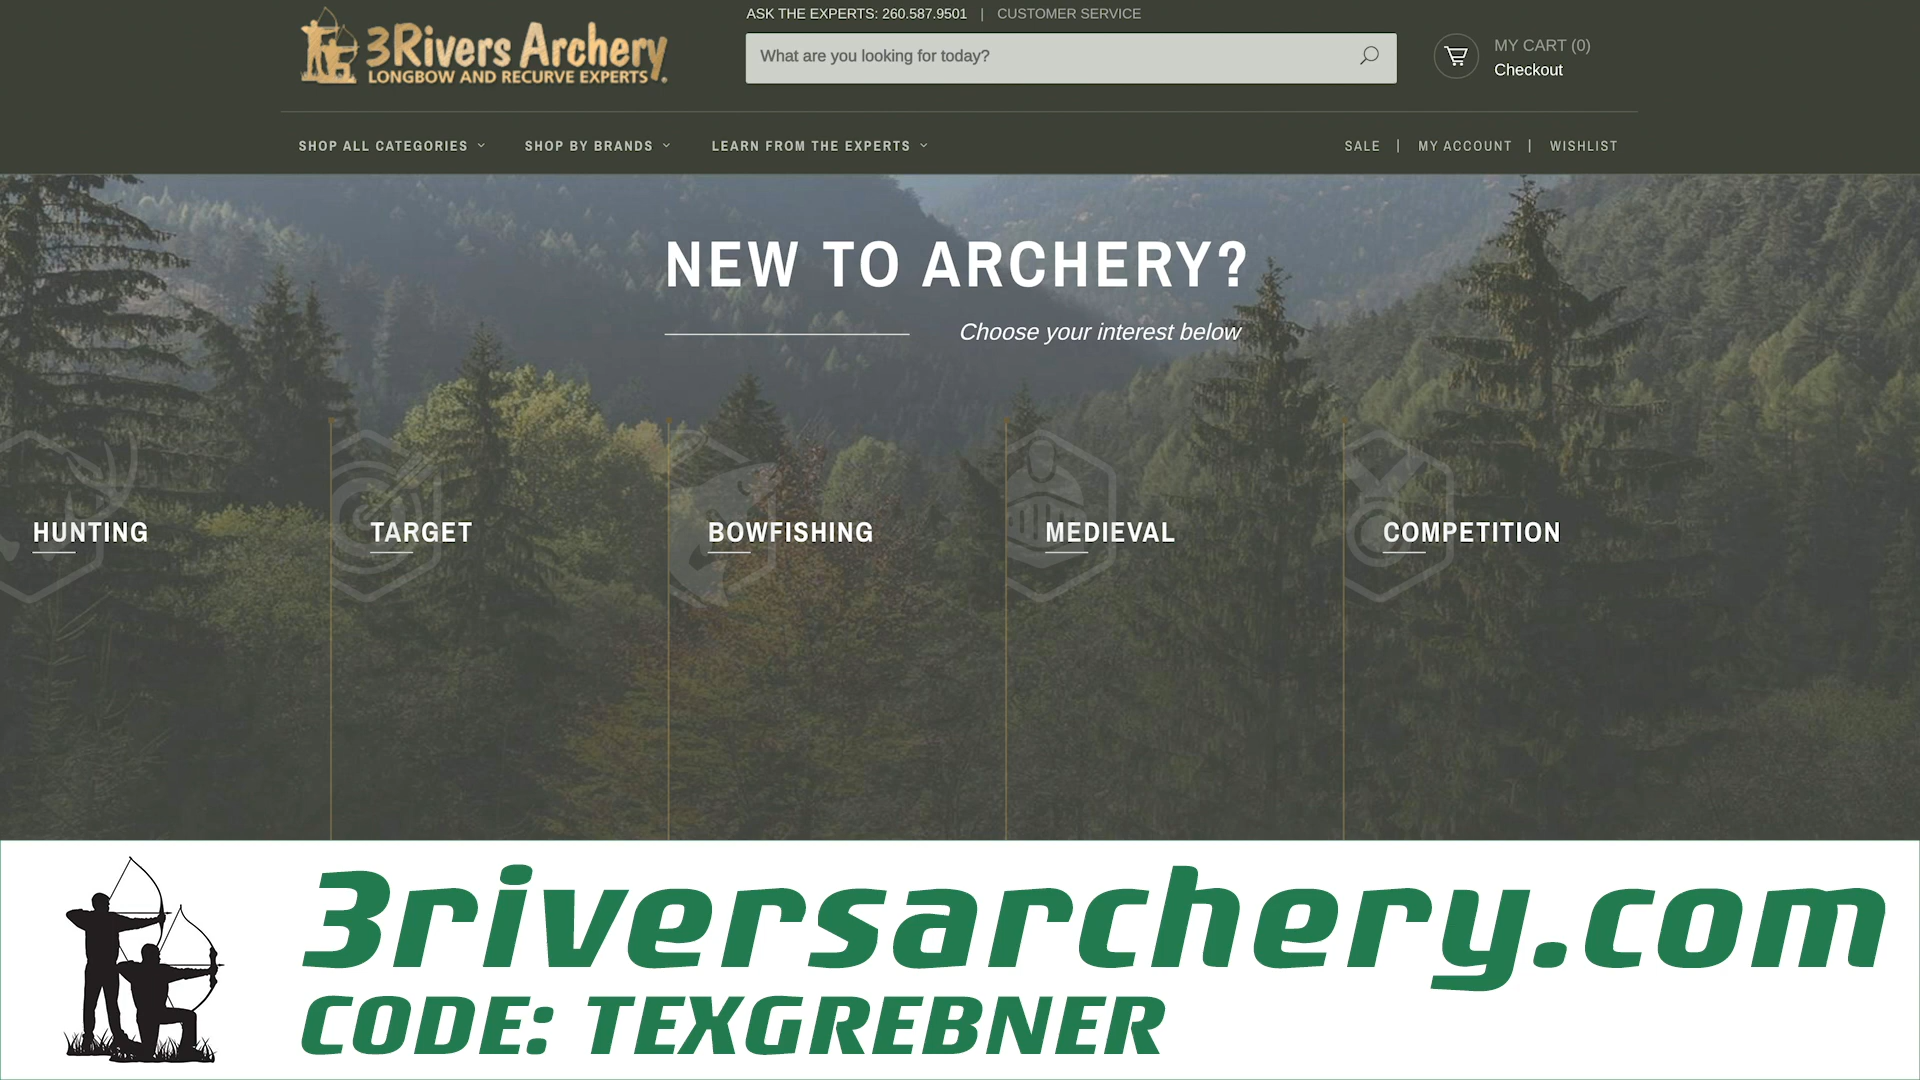 3Rivers Archery
LONGBOW AND RECURVE EXPERTS.
ASK THE EXPERTS: 260.587.9501 | CUSTOMER SERVICE
What are you looking for today?
MY CART (0)
Checkout
SHOP ALL CATEGORIES SHOP BY BRANDS LEARN FROM THE EXPERTS SALE | MY ACCOUNT | WISHLIST
NEW TO ARCHERY?
Choose your interest below
HUNTING TARGET BOWFISHING MEDIEVAL COMPETITION
3riversarchery.com
CODE: TEXGREBNER